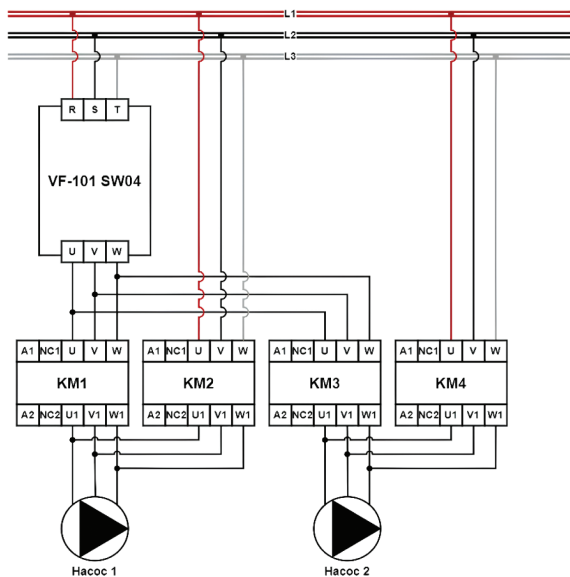 L1
L2
L3
R S T
VF-101 SW04
U V W
A1 NC1 U V W
KM1
A2 NC2 U1 V1 W1
A1 NC1 U V W
KM2
A2 NC2 U1 V1 W1
A1 NC1 U V W
KM3
A2 NC2 U1 V1 W1
A1 NC1 U V W
KM4
A2 NC2 U1 V1 W1
Насос 1
Насос 2